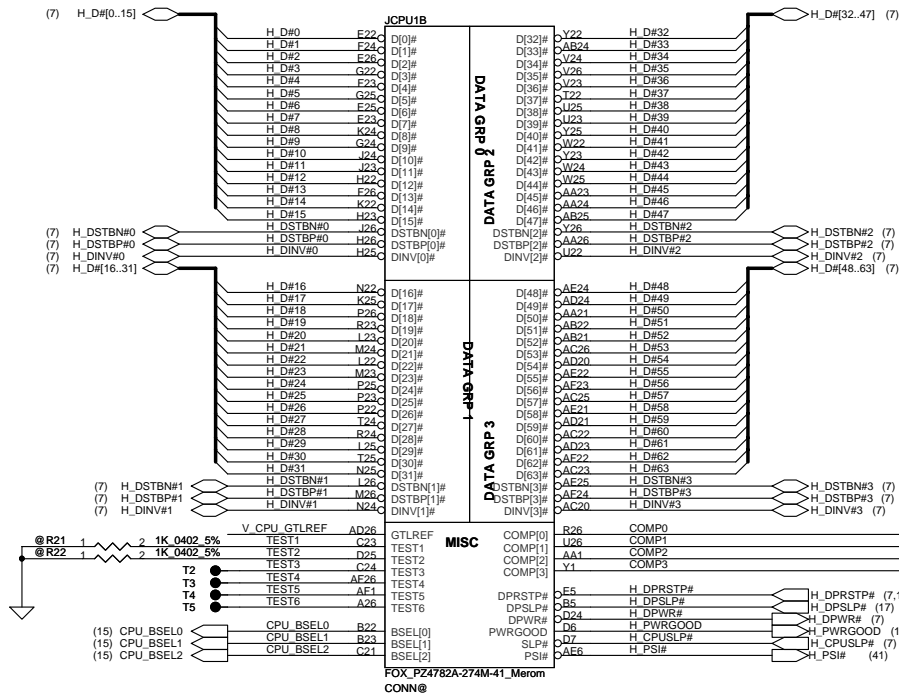 (7) H_D#[0..15] JCPU1B H_D#[32..47] (7)
H_D#0 E22 D[0]# D[32]# Y22 H_D#32
H_D#1 F24 D[1]# D[33]# AB24 H_D#33
H_D#2 E26 D[2]# D[34]# V24 H_D#34
H_D#3 G22 D[3]# D[35]# V26 H_D#35
H_D#4 F23 D[4]# D[36]# V23 H_D#36
H_D#5 G25 D[5]# D[37]# T22 H_D#37
H_D#6 E25 D[6]# D[38]# U25 H_D#38
H_D#7 E23 D[7]# D[39]# U23 H_D#39
H_D#8 K24 D[8]# D[40]# Y25 H_D#40
H_D#9 G24 D[9]# D[41]# W22 H_D#41
H_D#10 J24 D[10]# D[42]# Y23 H_D#42
H_D#11 J23 D[11]# D[43]# W24 H_D#43
H_D#12 H22 D[12]# D[44]# W25 H_D#44
H_D#13 F26 D[13]# D[45]# AA23 H_D#45
H_D#14 K22 D[14]# D[46]# AA24 H_D#46
H_D#15 H23 D[15]# D[47]# AB25 H_D#47
(7) H_DSTBN#0 H_DSTBN#0 J26 DSTBN[0]# DSTBN[2]# Y26 H_DSTBN#2 H_DSTBN#2 (7)
(7) H_DSTBP#0 H_DSTBP#0 H26 DSTBP[0]# DSTBP[2]# AA26 H_DSTBP#2 H_DSTBP#2 (7)
(7) H_DINV#0 H_DINV#0 H25 DINV[0]# DINV[2]# U22 H_DINV#2 H_DINV#2 (7)
DATA GRP 0
DATA GRP 2
(7) H_D#[16..31] H_D#[48..63] (7)
H_D#16 N22 D[16]# D[48]# AE24 H_D#48
H_D#17 K25 D[17]# D[49]# AD24 H_D#49
H_D#18 P26 D[18]# D[50]# AA21 H_D#50
H_D#19 R23 D[19]# D[51]# AB22 H_D#51
H_D#20 L23 D[20]# D[52]# AB21 H_D#52
H_D#21 M24 D[21]# D[53]# AC26 H_D#53
H_D#22 L22 D[22]# D[54]# AD20 H_D#54
H_D#23 M23 D[23]# D[55]# AE22 H_D#55
H_D#24 P25 D[24]# D[56]# AF23 H_D#56
H_D#25 P23 D[25]# D[57]# AC25 H_D#57
H_D#26 P22 D[26]# D[58]# AE21 H_D#58
H_D#27 T24 D[27]# D[59]# AD21 H_D#59
H_D#28 R24 D[28]# D[60]# AC22 H_D#60
H_D#29 L25 D[29]# D[61]# AD23 H_D#61
H_D#30 T25 D[30]# D[62]# AF22 H_D#62
H_D#31 N25 D[31]# D[63]# AC23 H_D#63
(7) H_DSTBN#1 H_DSTBN#1 L26 DSTBN[1]# DSTBN[3]# AE25 H_DSTBN#3 H_DSTBN#3 (7)
(7) H_DSTBP#1 H_DSTBP#1 M26 DSTBP[1]# DSTBP[3]# AF24 H_DSTBP#3 H_DSTBP#3 (7)
(7) H_DINV#1 H_DINV#1 N24 DINV[1]# DINV[3]# AC20 H_DINV#3 H_DINV#3 (7)
DATA GRP 1
DATA GRP 3
V_CPU_GTLREF AD26 GTLREF MISC COMP[0] R26 COMP0
@R21 1 2 1K_0402_5% TEST1 C23 TEST1 COMP[1] U26 COMP1
@R22 1 2 1K_0402_5% TEST2 D25 TEST2 COMP[2] AA1 COMP2
T2 TEST3 C24 TEST3 COMP[3] Y1 COMP3
T3 TEST4 AF26 TEST4
T4 TEST5 AF1 TEST5 DPRSTP# E5 H_DPRSTP# H_DPRSTP# (7,
T5 TEST6 A26 TEST6 DPSLP# B5 H_DPSLP# H_DPSLP# (17)
DPWR# D24 H_DPWR# H_DPWR# (7)
(15) CPU_BSEL0 CPU_BSEL0 B22 BSEL[0] PWRGOOD D6 H_PWRGOOD H_PWRGOOD
(15) CPU_BSEL1 CPU_BSEL1 B23 BSEL[1] SLP# D7 H_CPUSLP# H_CPUSLP# (7)
(15) CPU_BSEL2 CPU_BSEL2 C21 BSEL[2] PSI# AE6 H_PSI# H_PSI# (41)
FOX_PZ4782A-274M-41_Merom
CONN@